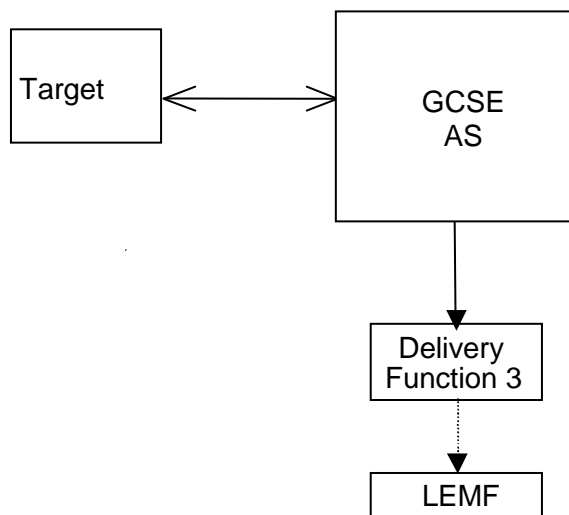 Target
GCSE
AS
Delivery
Function 3
LEMF